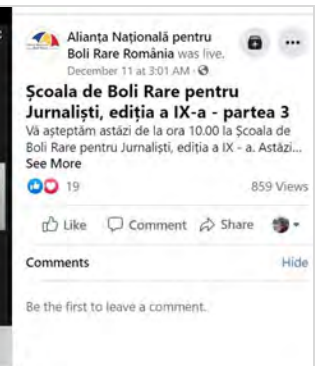 Alianța Națională pentru
Boli Rare România was live.
December 11 at 3:01 AM ·
Școala de Boli Rare pentru
Jurnaliști, ediția a IX-a - partea 3
Vă așteptăm astăzi de la ora 10.00 la Școala de
Boli Rare pentru Jurnaliști, ediția a IX - a. Astăzi...
See More
19 859 Views
Like Comment Share
Comments Hide
Be the first to leave a comment.